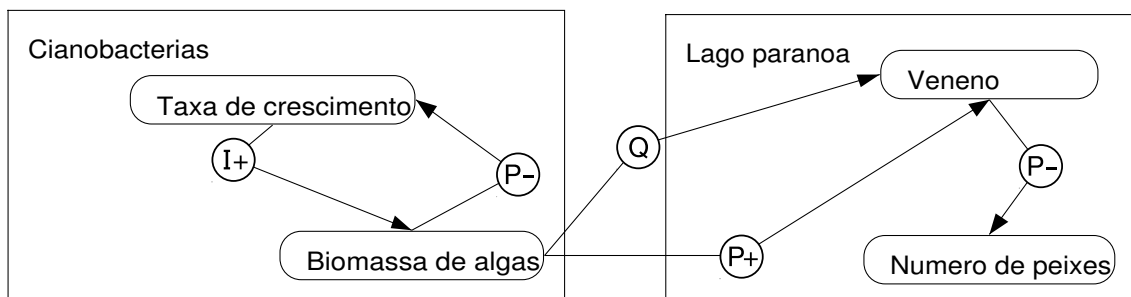 Cianobacterias
Taxa de crescimento
I+
P-
Biomassa de algas
Q
P+
Lago paranoa
Veneno
P-
Numero de peixes